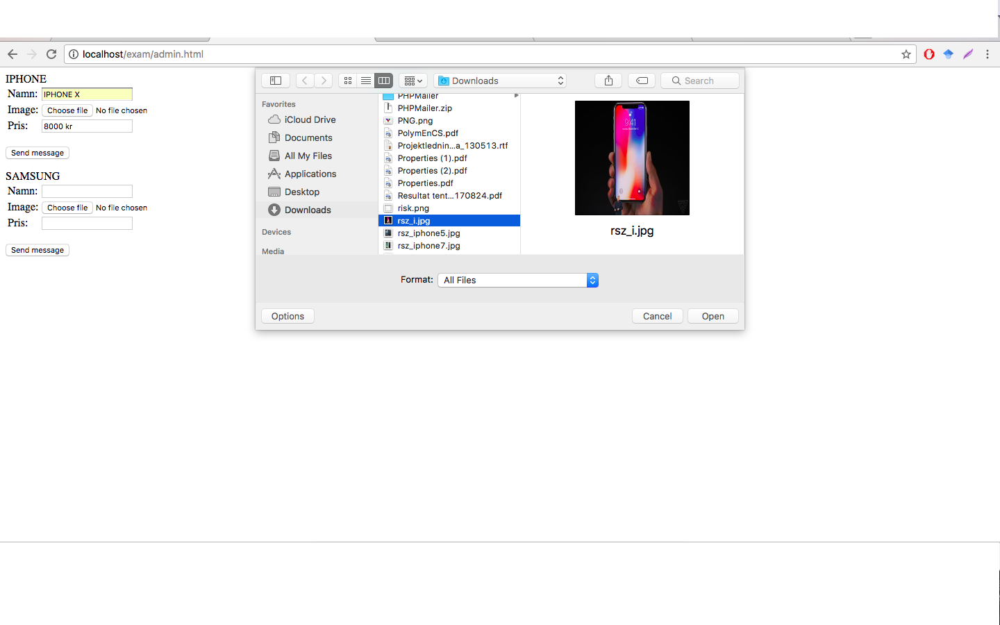 localhost/exam/admin.html
IPHONE
Namn: IPHONE X
Image: Choose file No file chosen
Pris: 8000 kr
Send message
SAMSUNG
Namn:
Image: Choose file No file chosen
Pris:
Send message
Downloads
Search
Favorites
iCloud Drive
Documents
All My Files
Applications
Desktop
Downloads
Devices
Media
PHPMailer
PHPMailer.zip
PNG.png
PolymEnCS.pdf
Projektlednin...a_130513.rtf
Properties (1).pdf
Properties (2).pdf
Properties.pdf
Resultat tent...170824.pdf
risk.png
rsz_i.jpg
rsz_iphone5.jpg
rsz_iphone7.jpg
9:41
rsz_i.jpg
Format: All Files
Options
Cancel
Open